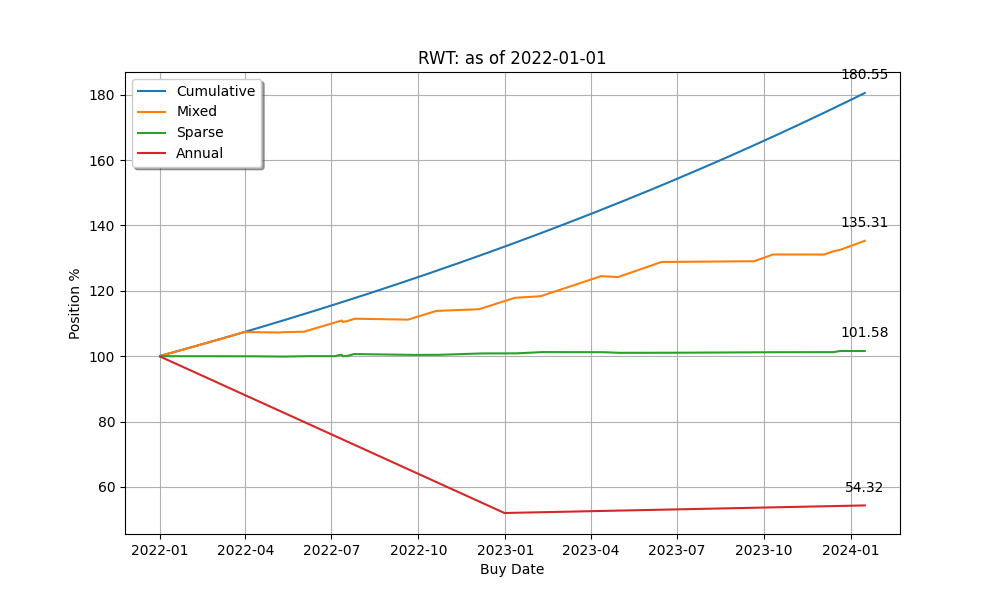 RWT: as of 2022-01-01
180.55
180
Cumulative
Mixed
Sparse
Annual
160
140
135.31
120
101.58
100
80
60
54.32
Position %
2022-01 2022-04 2022-07 2022-10 2023-01 2023-04 2023-07 2023-10 2024-01
Buy Date